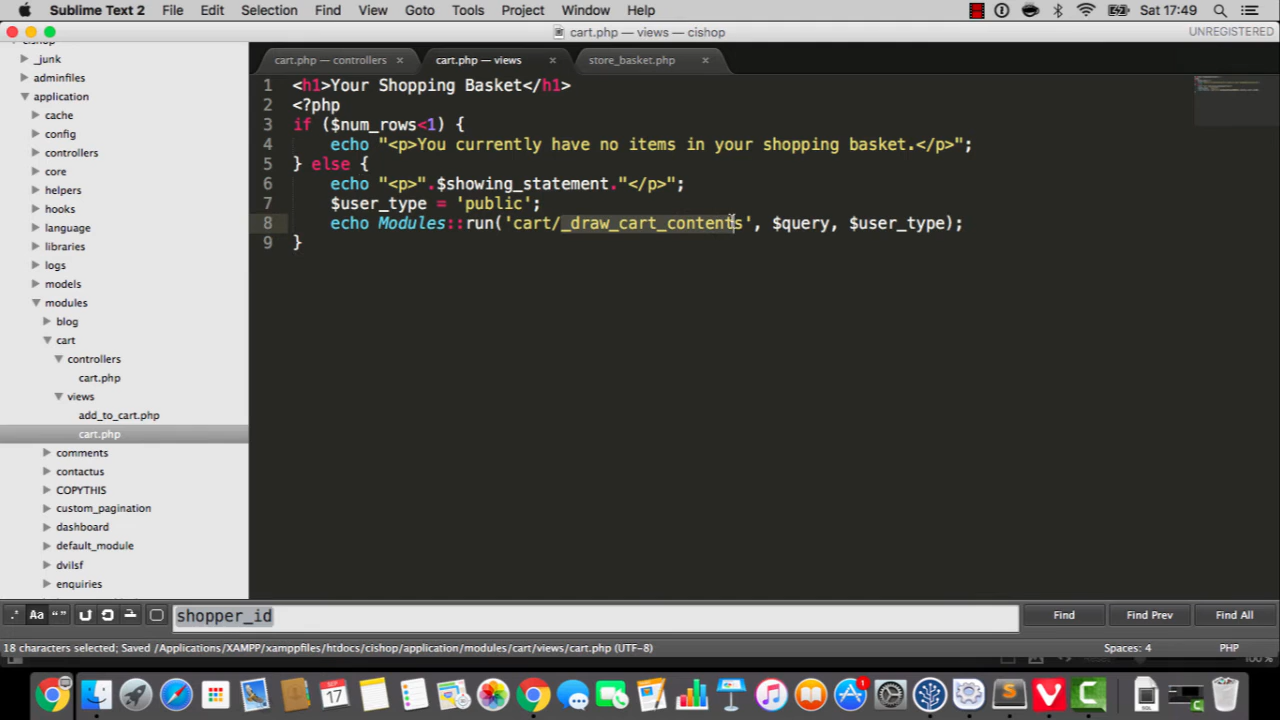 Sublime Text 2 File Edit Selection Find View Goto Tools Project Window Help Sat 17:49
cart.php — views — cishop UNREGISTERED
cart.php — controllers × cart.php — views × store_basket.php ×
_junk
adminfiles
application
cache
config
controllers
core
helpers
hooks
language
libraries
logs
models
modules
blog
cart
controllers
cart.php
views
add_to_cart.php
cart.php
comments
contactus
COPYTHIS
custom_pagination
dashboard
default_module
dvilsf
enquiries
1 <h1>Your Shopping Basket</h1>
2 <?php
3 if ($num_rows<1) {
4 echo "<p>You currently have no items in your shopping basket.</p>";
5 } else {
6 echo "<p>".$showing_statement."</p>";
7 $user_type = 'public';
8 echo Modules::run('cart/_draw_cart_contents', $query, $user_type);
9 }
.* Aa “” shopper_id Find Find Prev Find All
18 characters selected; Saved /Applications/XAMPP/xamppfiles/htdocs/cishop/application/modules/cart/views/cart.php (UTF-8) Spaces: 4 PHP
100%
17
1